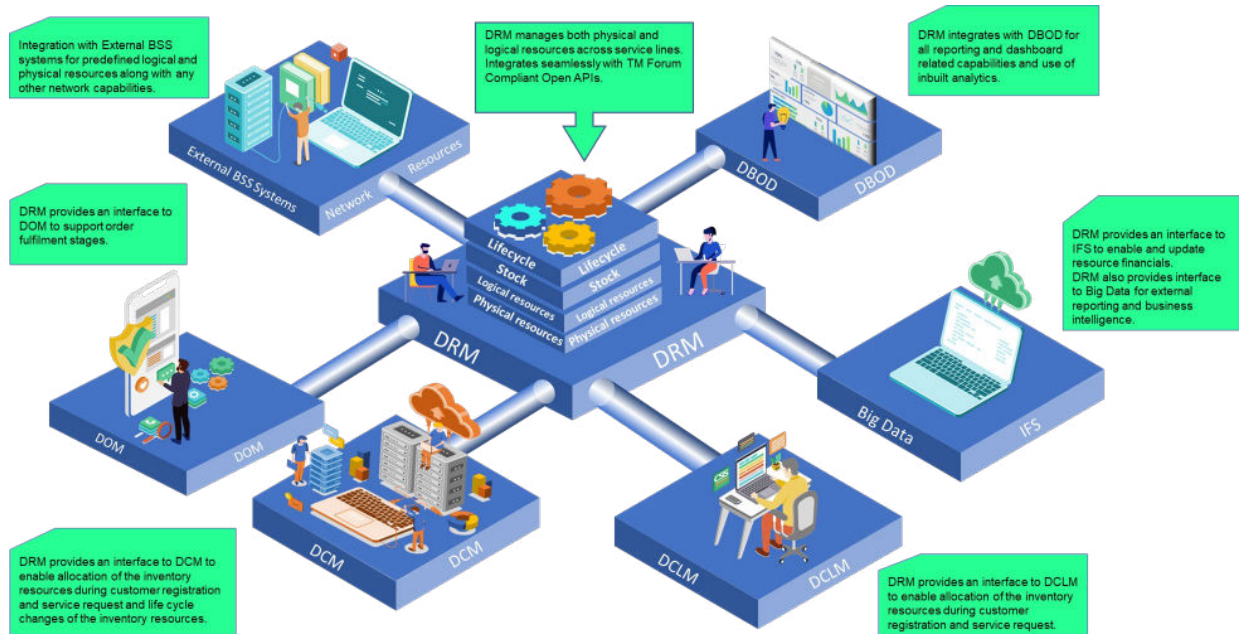 Integration with External BSS
systems for predefined logical and
physical resources along with any
other network capabilities.
DRM manages both physical and
logical resources across service lines.
Integrates seamlessly with TM Forum
Compliant Open APIs.
DRM integrates with DBOD for
all reporting and dashboard
related capabilities and use of
inbuilt analytics.
External BSS Systems
Network Resources
DBOD
DBOD
DRM provides an interface to
DOM to support order
fulfilment stages.
Lifecycle
Lifecycle
Stock
Stock
Logical resources
Logical resources
Physical resources
Physical resources
DRM
DRM
DRM provides an interface to
IFS to enable and update
resource financials.
DRM also provides interface
to Big Data for external
reporting and business
intelligence.
Big Data
IFS
DOM
DOM
DCM
DCM
CSS
DCLM
DCLM
DRM provides an interface to DCM to
enable allocation of the inventory
resources during customer registration
and service request and life cycle
changes of the inventory resources.
DRM provides an interface to DCLM
to enable allocation of the inventory
resources during customer
registration and service request.